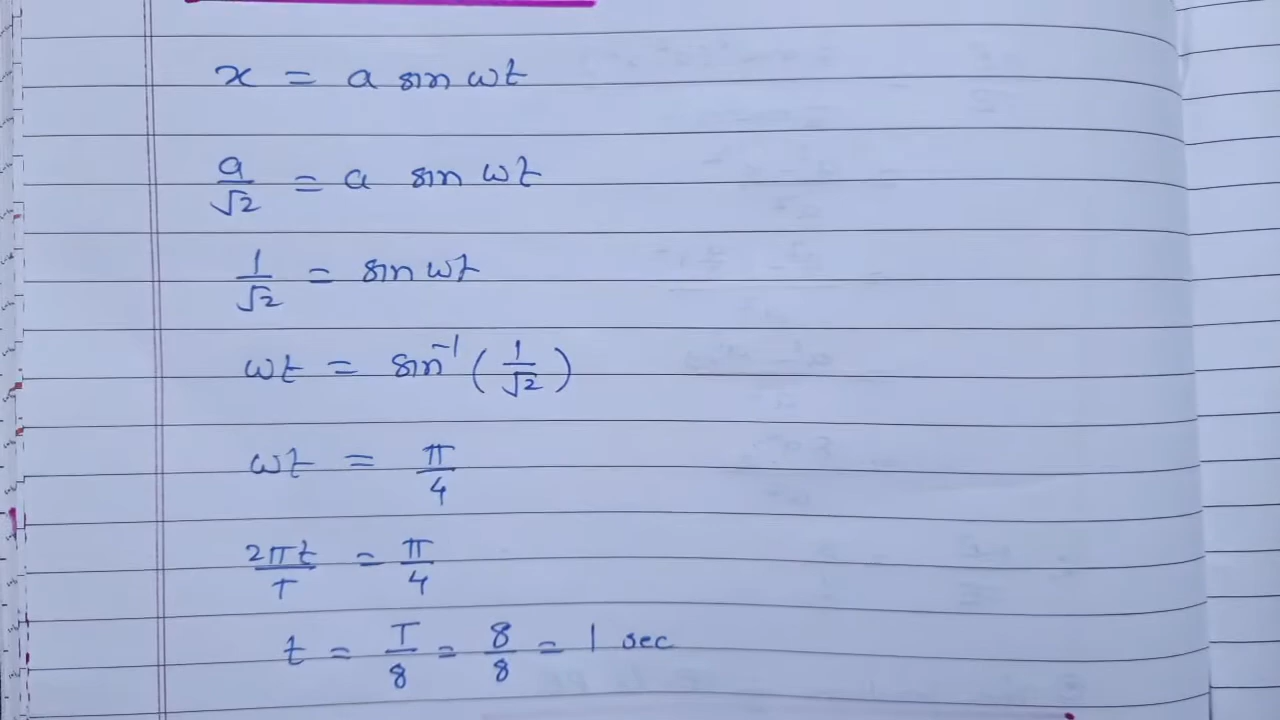 x = a sin ωt
a/√2 = a sin ωt
1/√2 = sin ωt
ωt = sin⁻¹ (1/√2)
ωt = π/4
2πt/T = π/4
t = T/8 = 8/8 = 1 sec